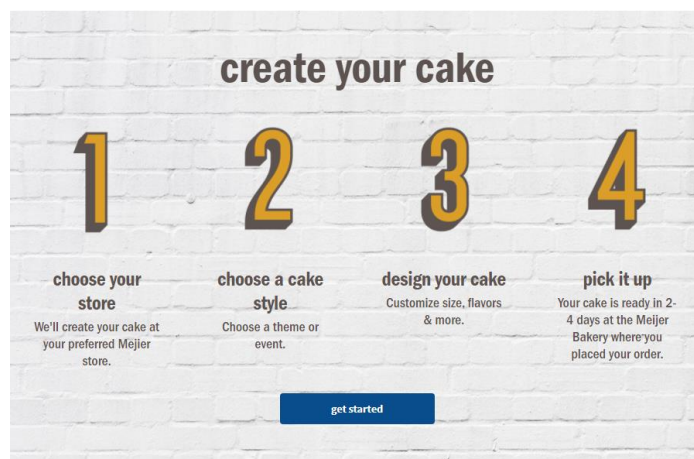 create your cake
1
2
3
4
choose your
store
We'll create your cake at
your preferred Mejier
store.
choose a cake
style
Choose a theme or
event.
design your cake
Customize size, flavors
& more.
pick it up
Your cake is ready in 2-
4 days at the Meijer
Bakery where you
placed your order.
get started